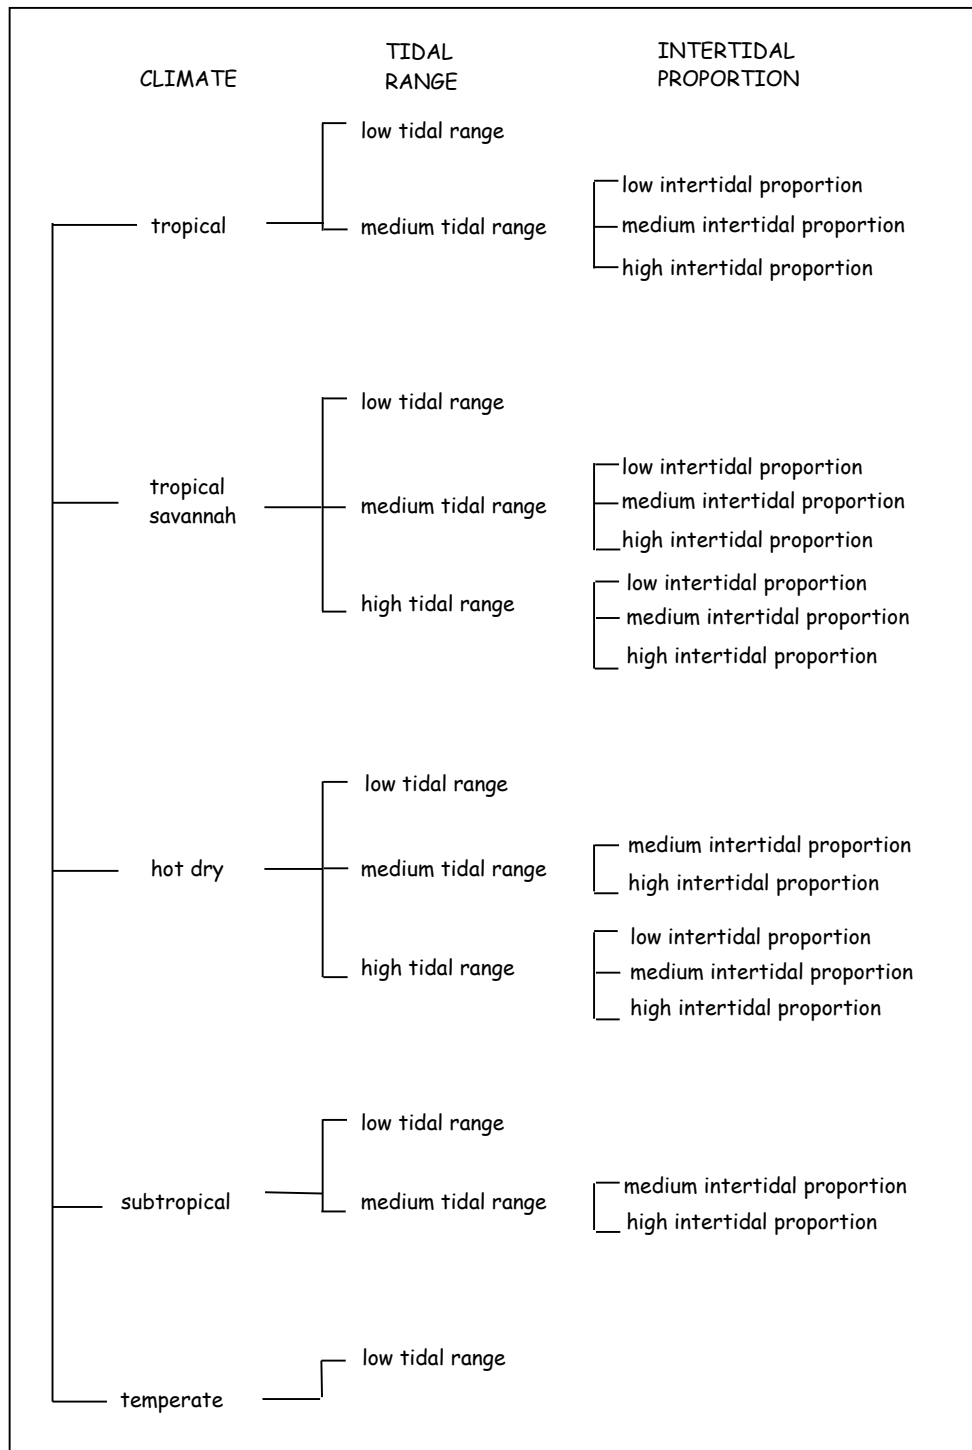 CLIMATE
TIDAL
RANGE
INTERTIDAL
PROPORTION
tropical
low tidal range
medium tidal range
low intertidal proportion
medium intertidal proportion
high intertidal proportion
tropical
savannah
low tidal range
medium tidal range
low intertidal proportion
medium intertidal proportion
high intertidal proportion
high tidal range
low intertidal proportion
medium intertidal proportion
high intertidal proportion
hot dry
low tidal range
medium tidal range
medium intertidal proportion
high intertidal proportion
high tidal range
low intertidal proportion
medium intertidal proportion
high intertidal proportion
subtropical
low tidal range
medium tidal range
medium intertidal proportion
high intertidal proportion
temperate
low tidal range